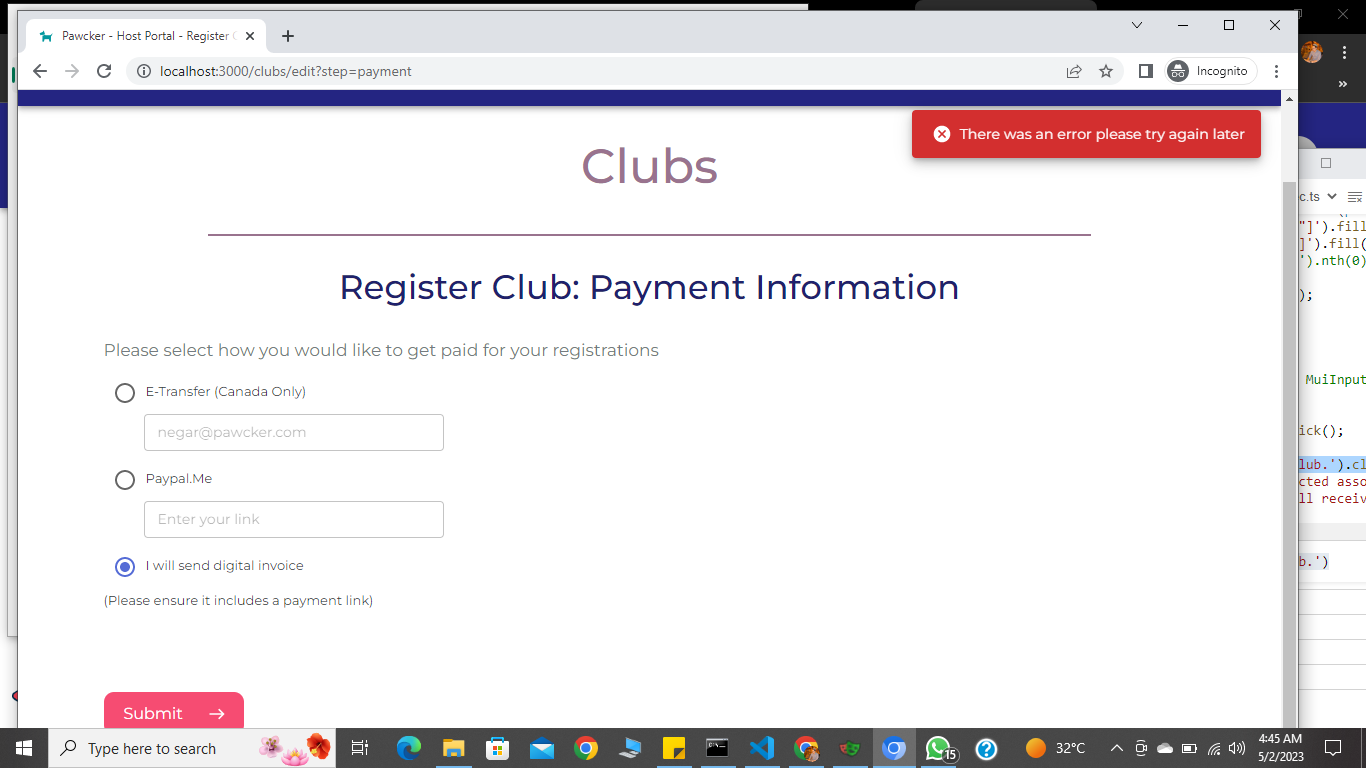 Pawcker - Host Portal - Register
localhost:3000/clubs/edit?step=payment
Incognito
There was an error please try again later
Clubs
Register Club: Payment Information
Please select how you would like to get paid for your registrations
E-Transfer (Canada Only)
negar@pawcker.com
Paypal.Me
Enter your link
I will send digital invoice
(Please ensure it includes a payment link)
Submit
c.ts
"]').fill
]').fill(
').nth(0)
);
MuiInput
ick();
lub.').cl
cted asso
ll receiv
b.')
Type here to search
15
32°C
4:45 AM
5/2/2023